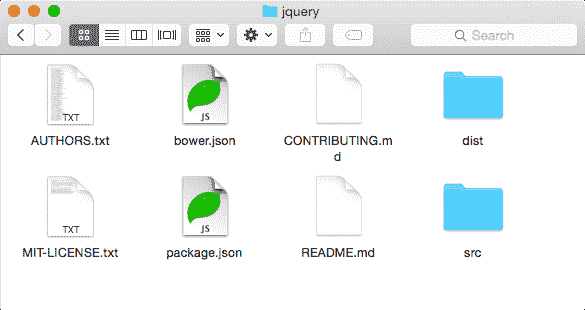 jquery
Search
TXT
JS
AUTHORS.txt
bower.json
CONTRIBUTING.m
d
dist
TXT
JS
MIT-LICENSE.txt
package.json
README.md
src